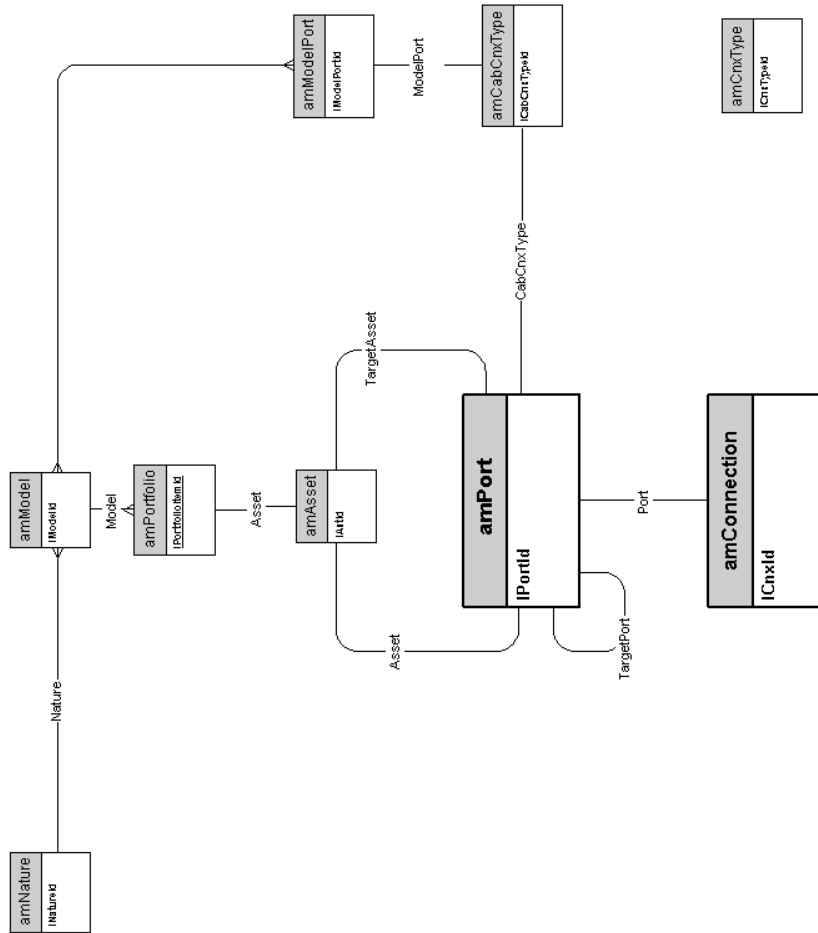 amNature
lNatureId
Nature
amModel
lModelId
Model
amPortfolio
lPortfolioItemId
Asset
amAsset
lAstId
Asset
TargetAsset
amModelPort
lModelPortId
ModelPort
amCabCnxType
lCabCnxTypeId
CabCnxType
amPort
lPortId
TargetPort
Port
amConnection
lCnxId
amCnxType
lCnxTypeId